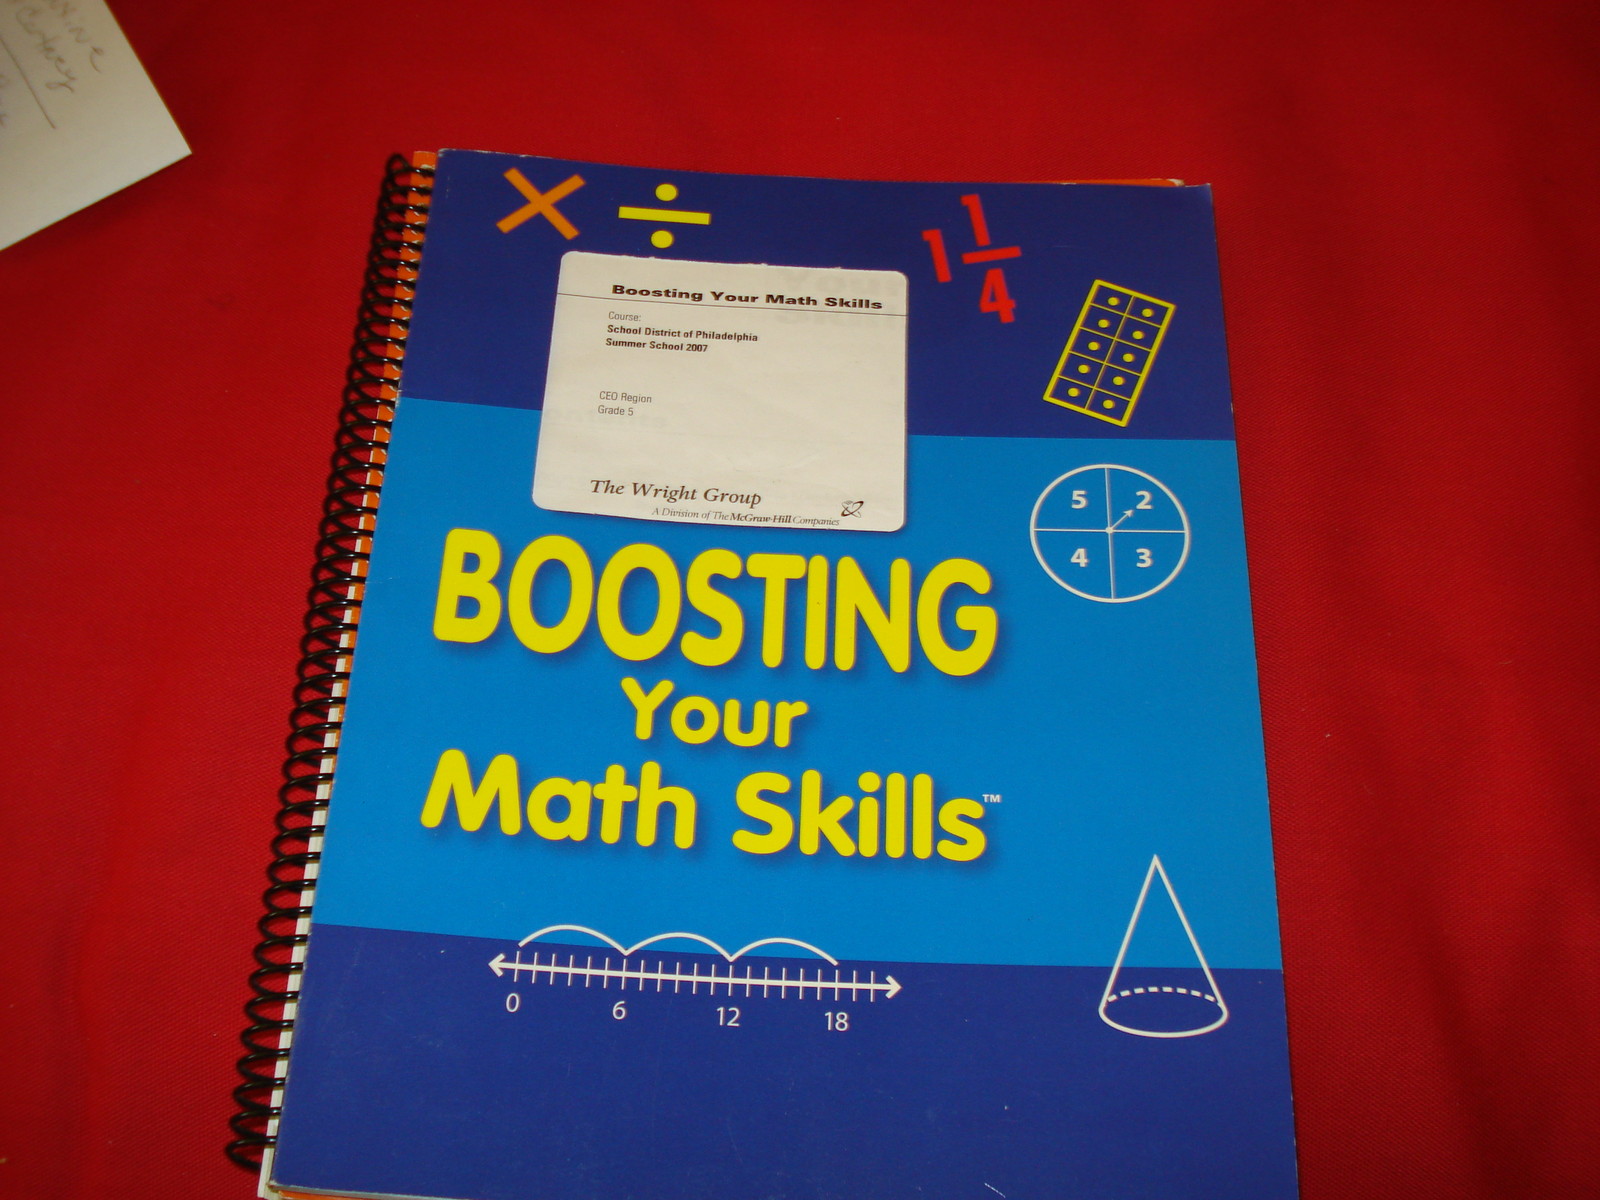 × ÷
1 1/4
Boosting Your Math Skills
Course:
School District of Philadelphia
Summer School 2007
CEO Region
Grade 5
The Wright Group
A Division of The McGraw-Hill Companies
5 2
4 3
BOOSTING
Your
Math Skills™
0 6 12 18